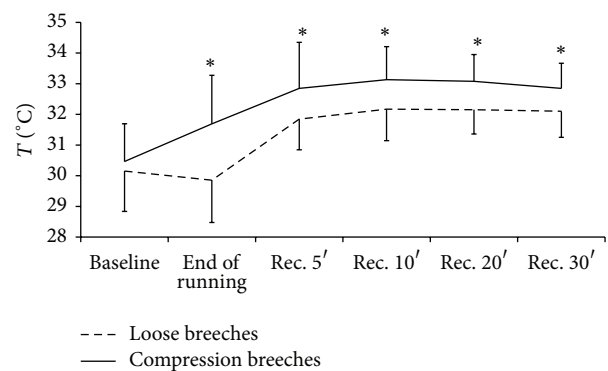 35
34
33
32
31
30
29
28
T (°C)
* * * * *
Baseline End of running Rec. 5′ Rec. 10′ Rec. 20′ Rec. 30′
Loose breeches
Compression breeches